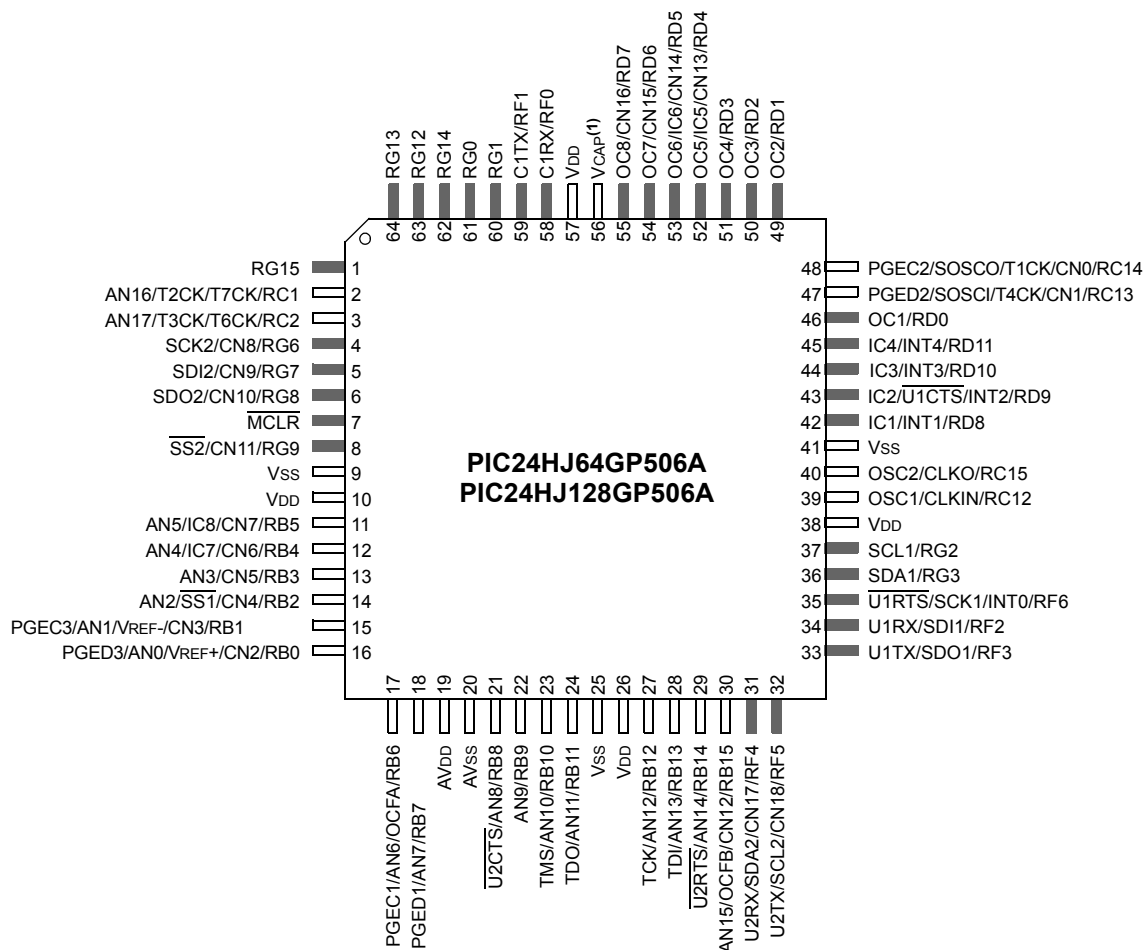 RG13
RG12
RG14
RG0
RG1
C1TX/RF1
C1RX/RF0
VDD
VCAP(1)
OC8/CN16/RD7
OC7/CN15/RD6
OC6/IC6/CN14/RD5
OC5/IC5/CN13/RD4
OC4/RD3
OC3/RD2
OC2/RD1
64 63 62 61 60 59 58 57 56 55 54 53 52 51 50 49
RG15 1
AN16/T2CK/T7CK/RC1 2
AN17/T3CK/T6CK/RC2 3
SCK2/CN8/RG6 4
SDI2/CN9/RG7 5
SDO2/CN10/RG8 6
MCLR 7
SS2/CN11/RG9 8
VSS 9
VDD 10
AN5/IC8/CN7/RB5 11
AN4/IC7/CN6/RB4 12
AN3/CN5/RB3 13
AN2/SS1/CN4/RB2 14
PGEC3/AN1/VREF-/CN3/RB1 15
PGED3/AN0/VREF+/CN2/RB0 16
PIC24HJ64GP506A
PIC24HJ128GP506A
48 PGEC2/SOSCO/T1CK/CN0/RC14
47 PGED2/SOSCI/T4CK/CN1/RC13
46 OC1/RD0
45 IC4/INT4/RD11
44 IC3/INT3/RD10
43 IC2/U1CTS/INT2/RD9
42 IC1/INT1/RD8
41 VSS
40 OSC2/CLKO/RC15
39 OSC1/CLKIN/RC12
38 VDD
37 SCL1/RG2
36 SDA1/RG3
35 U1RTS/SCK1/INT0/RF6
34 U1RX/SDI1/RF2
33 U1TX/SDO1/RF3
17 18 19 20 21 22 23 24 25 26 27 28 29 30 31 32
PGEC1/AN6/OCFA/RB6
PGED1/AN7/RB7
AVDD
AVSS
U2CTS/AN8/RB8
AN9/RB9
TMS/AN10/RB10
TDO/AN11/RB11
VSS
VDD
TCK/AN12/RB12
TDI/AN13/RB13
U2RTS/AN14/RB14
AN15/OCFB/CN12/RB15
U2RX/SDA2/CN17/RF4
U2TX/SCL2/CN18/RF5